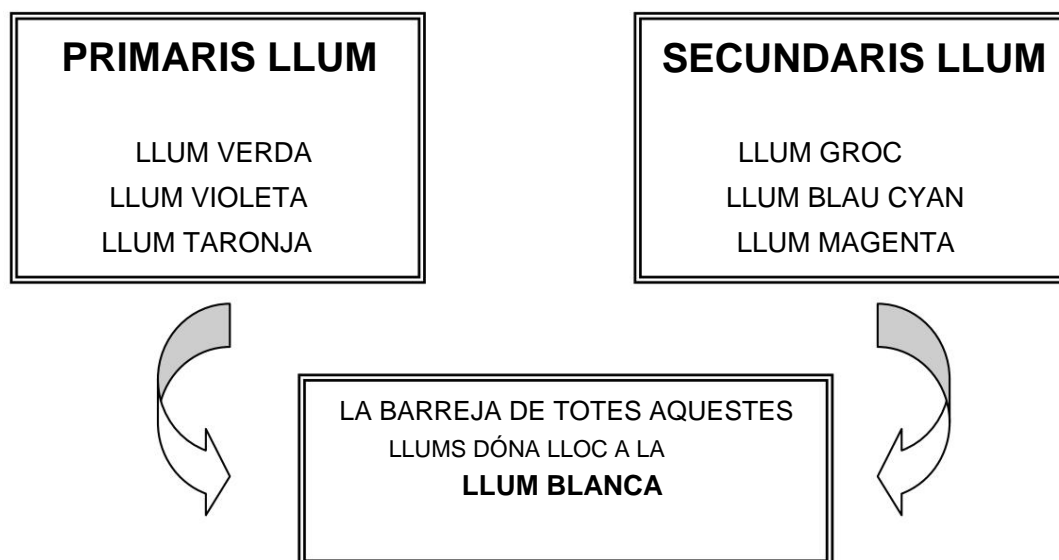 PRIMARIS LLUM
LLUM VERDA
LLUM VIOLETA
LLUM TARONJA
SECUNDARIS LLUM
LLUM GROC
LLUM BLAU CYAN
LLUM MAGENTA
LA BARREJA DE TOTES AQUESTES
LLUMS DÓNA LLOC A LA
LLUM BLANCA